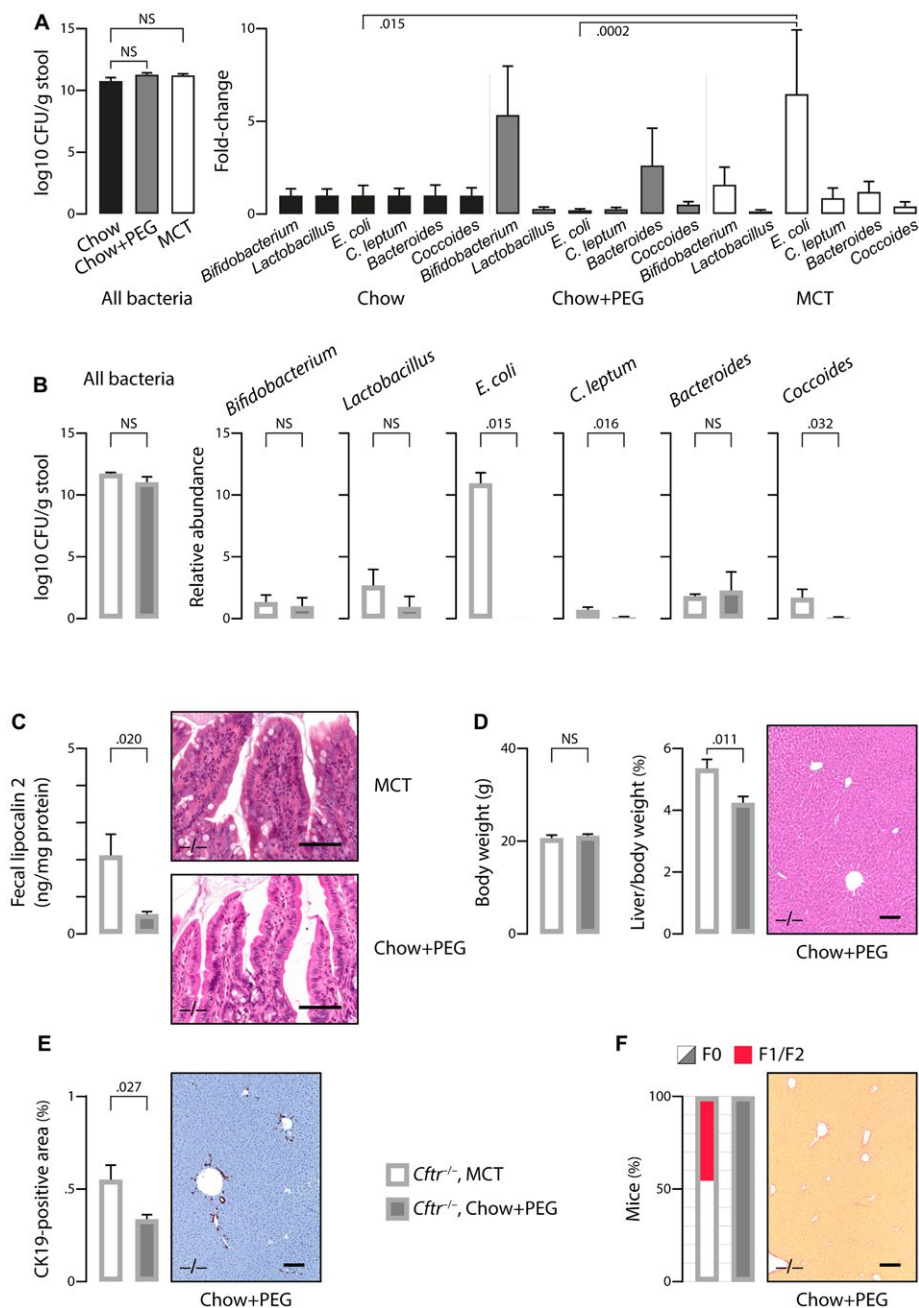 A
NS
NS
15
10
5
0
log10 CFU/g stool
Chow
Chow+PEG
MCT
All bacteria
.015
.0002
10
5
0
Fold-change
Bifidobacterium
Lactobacillus
E. coli
C. leptum
Bacteroides
Coccoides
Bifidobacterium
Lactobacillus
E. coli
C. leptum
Bacteroides
Coccoides
Bifidobacterium
Lactobacillus
E. coli
C. leptum
Bacteroides
Coccoides
Chow
Chow+PEG
MCT
B
All bacteria
Bifidobacterium
Lactobacillus
E. coli
C. leptum
Bacteroides
Coccoides
NS
NS
NS
.015
.016
NS
.032
15
10
5
0
log10 CFU/g stool
15
10
5
0
Relative abundance
C
.020
5
0
Fecal lipocalin 2
(ng/mg protein)
MCT
–/–
Chow+PEG
–/–
D
NS
40
20
0
Body weight (g)
.011
6
4
2
0
Liver/body weight (%)
–/–
Chow+PEG
E
.027
1
.5
0
CK19-positive area (%)
–/–
Chow+PEG
Cftr–/–, MCT
Cftr–/–, Chow+PEG
F
F0
F1/F2
100
50
0
Mice (%)
–/–
Chow+PEG